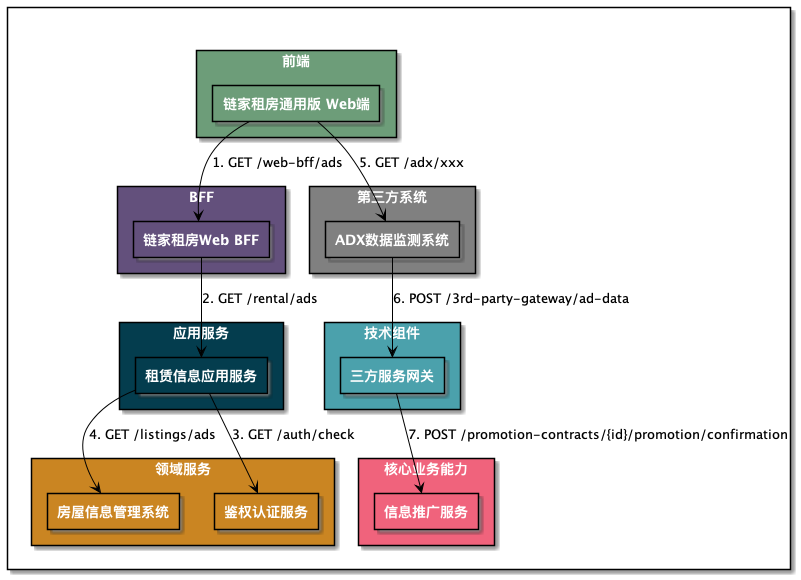 前端
链家租房通用版 Web端
1. GET /web-bff/ads
5. GET /adx/xxx
BFF
第三方系统
链家租房Web BFF
ADX数据监测系统
2. GET /rental/ads
6. POST /3rd-party-gateway/ad-data
应用服务
技术组件
租赁信息应用服务
三方服务网关
4. GET /listings/ads
3. GET /auth/check
7. POST /promotion-contracts/{id}/promotion/confirmation
领域服务
核心业务能力
房屋信息管理系统
鉴权认证服务
信息推广服务